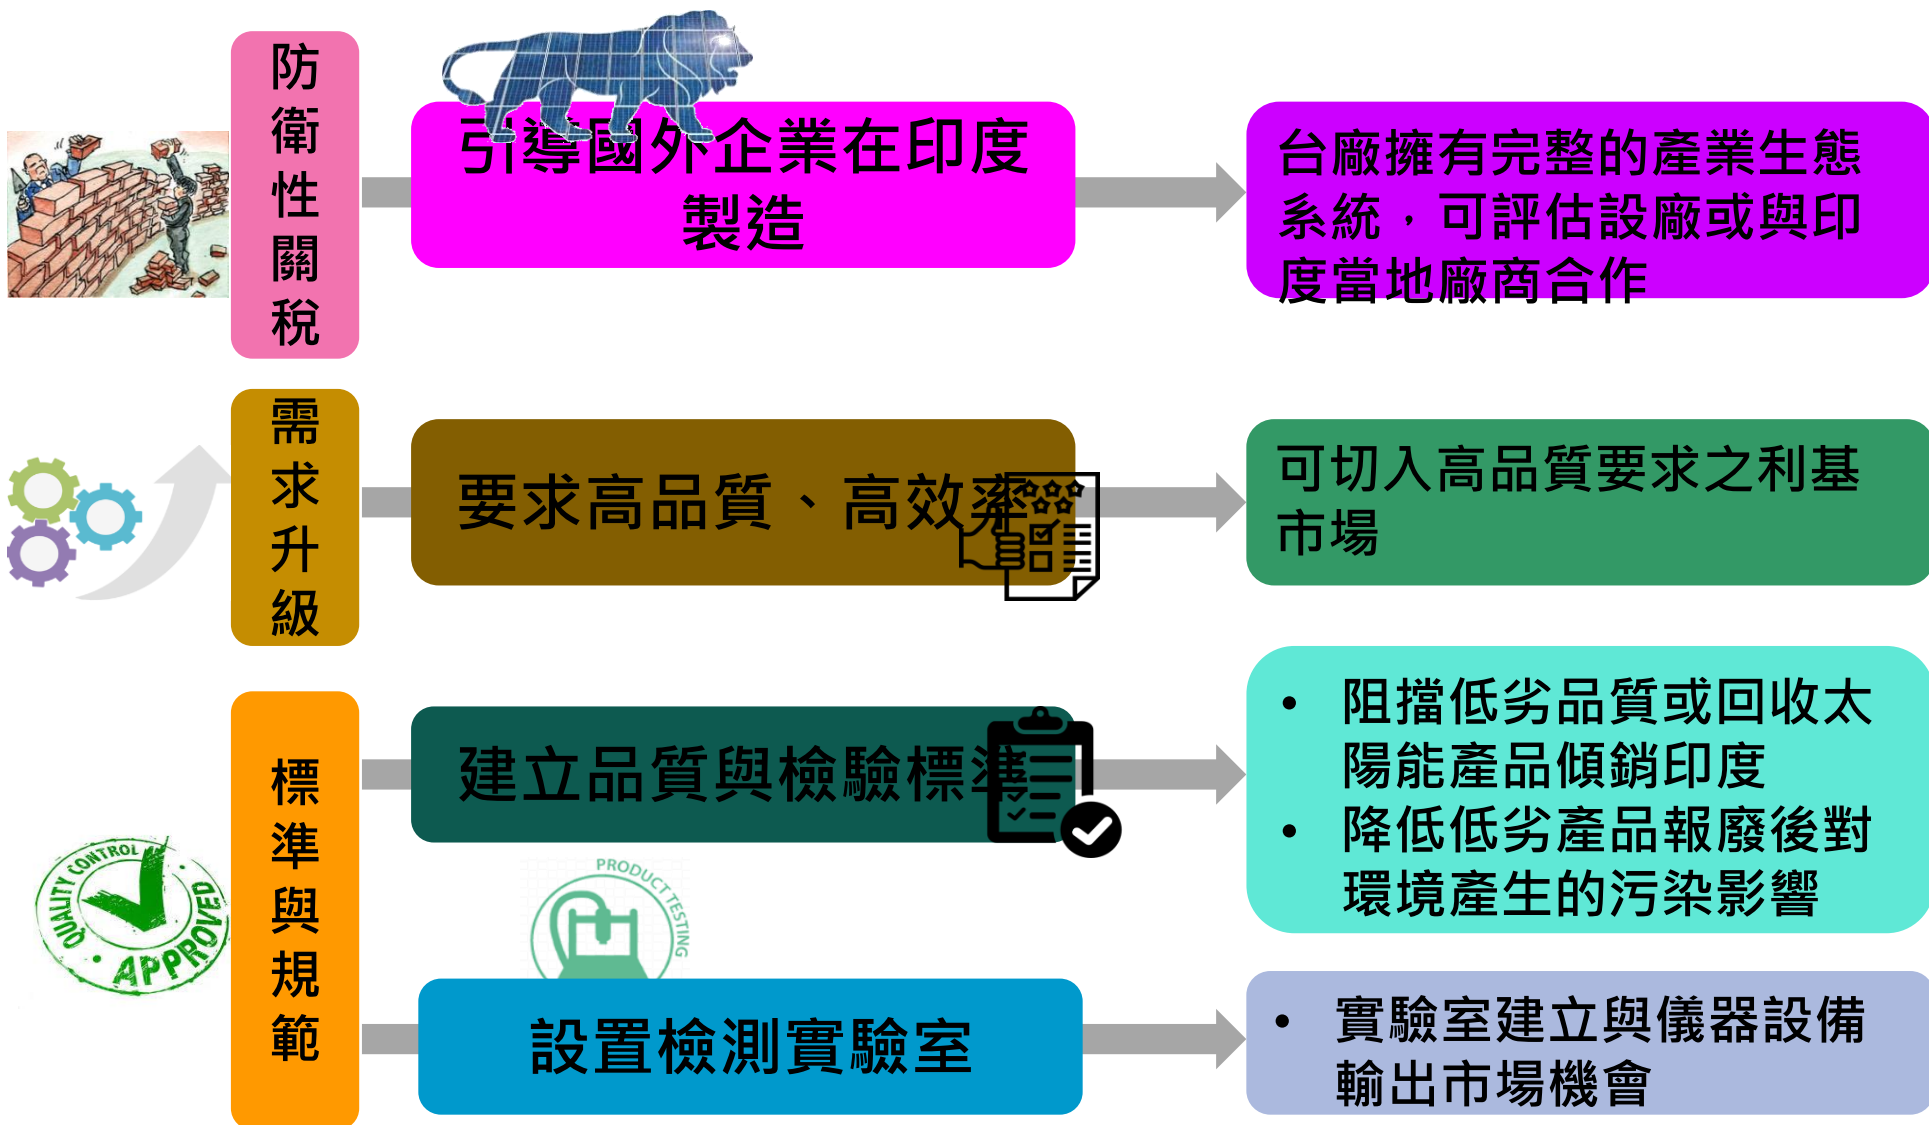 防衛性關稅
引導國外企業在印度
製造
台廠擁有完整的產業生態
系統，可評估設廠或與印
度當地廠商合作
需求升級
要求高品質、高效率
可切入高品質要求之利基
市場
標準與規範
建立品質與檢驗標準
• 阻擋低劣品質或回收太
陽能產品傾銷印度
• 降低低劣產品報廢後對
環境產生的污染影響
QUALITY CONTROL
APPROVED
PRODUCT TESTING
設置檢測實驗室
• 實驗室建立與儀器設備
輸出市場機會